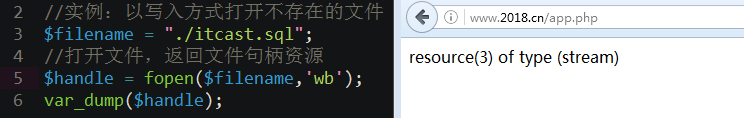 2 //实例：以写入方式打开不存在的文件
3 $filename = "./itcast.sql";
4 //打开文件，返回文件句柄资源
5 $handle = fopen($filename,'wb');
6 var_dump($handle);
www.2018.cn/app.php
resource(3) of type (stream)